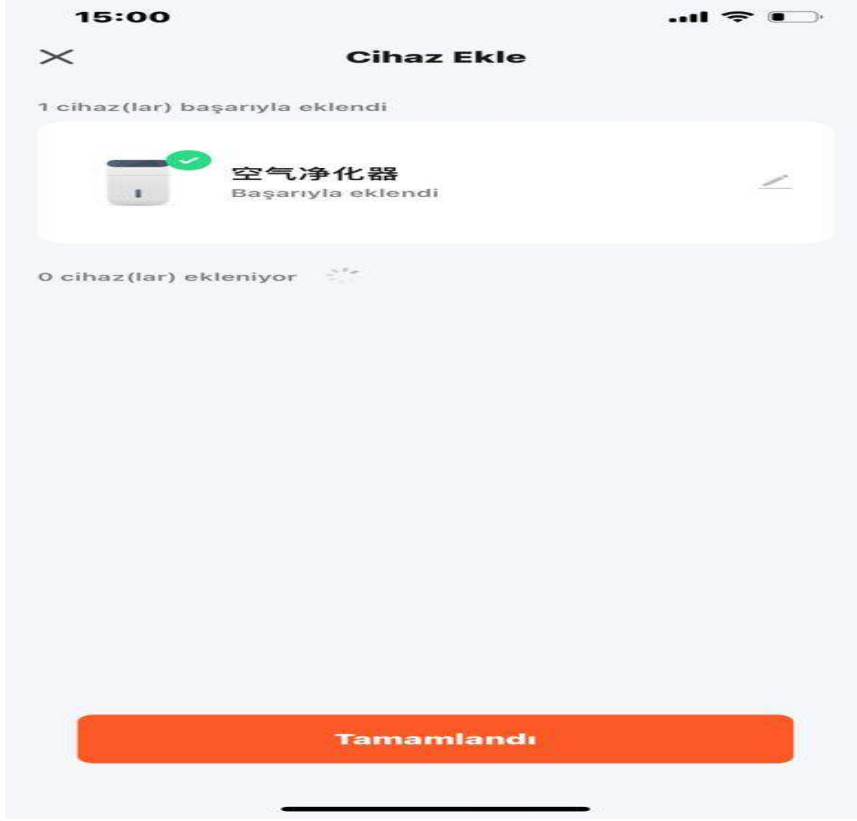 15:00
Cihaz Ekle
1 cihaz(lar) başarıyla eklendi
空气净化器
Başarıyla eklendi
0 cihaz(lar) ekleniyor
Tamamlandı